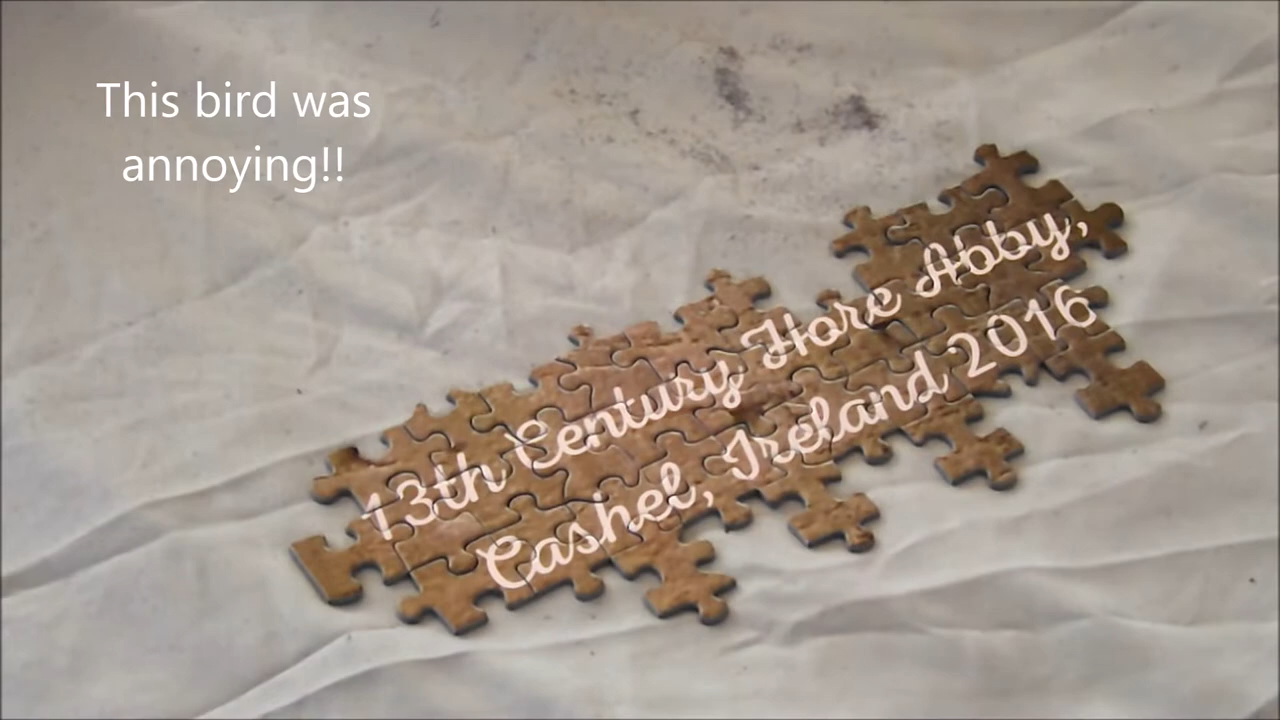 This bird was
annoying!!
13th Century Hore Abby,
Cashel, Ireland 2016